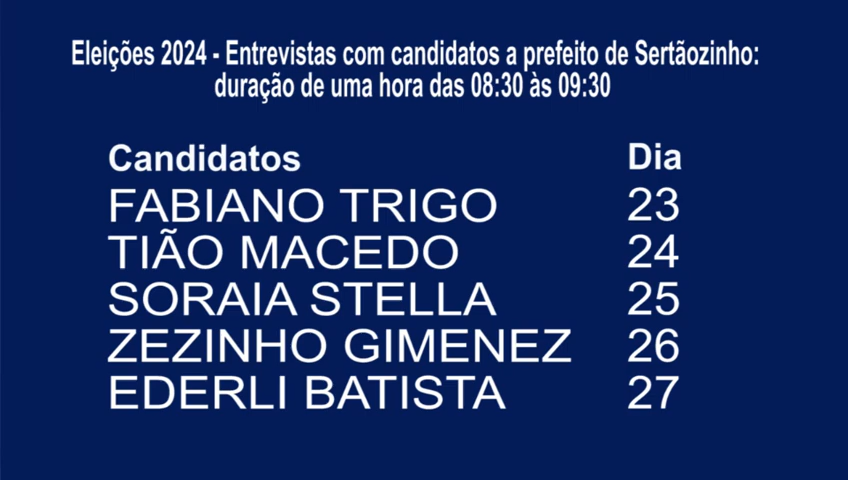 Eleições 2024 - Entrevistas com candidatos a prefeito de Sertãozinho:
duração de uma hora das 08:30 às 09:30
Candidatos Dia
FABIANO TRIGO 23
TIÃO MACEDO 24
SORAIA STELLA 25
ZEZINHO GIMENEZ 26
EDERLI BATISTA 27